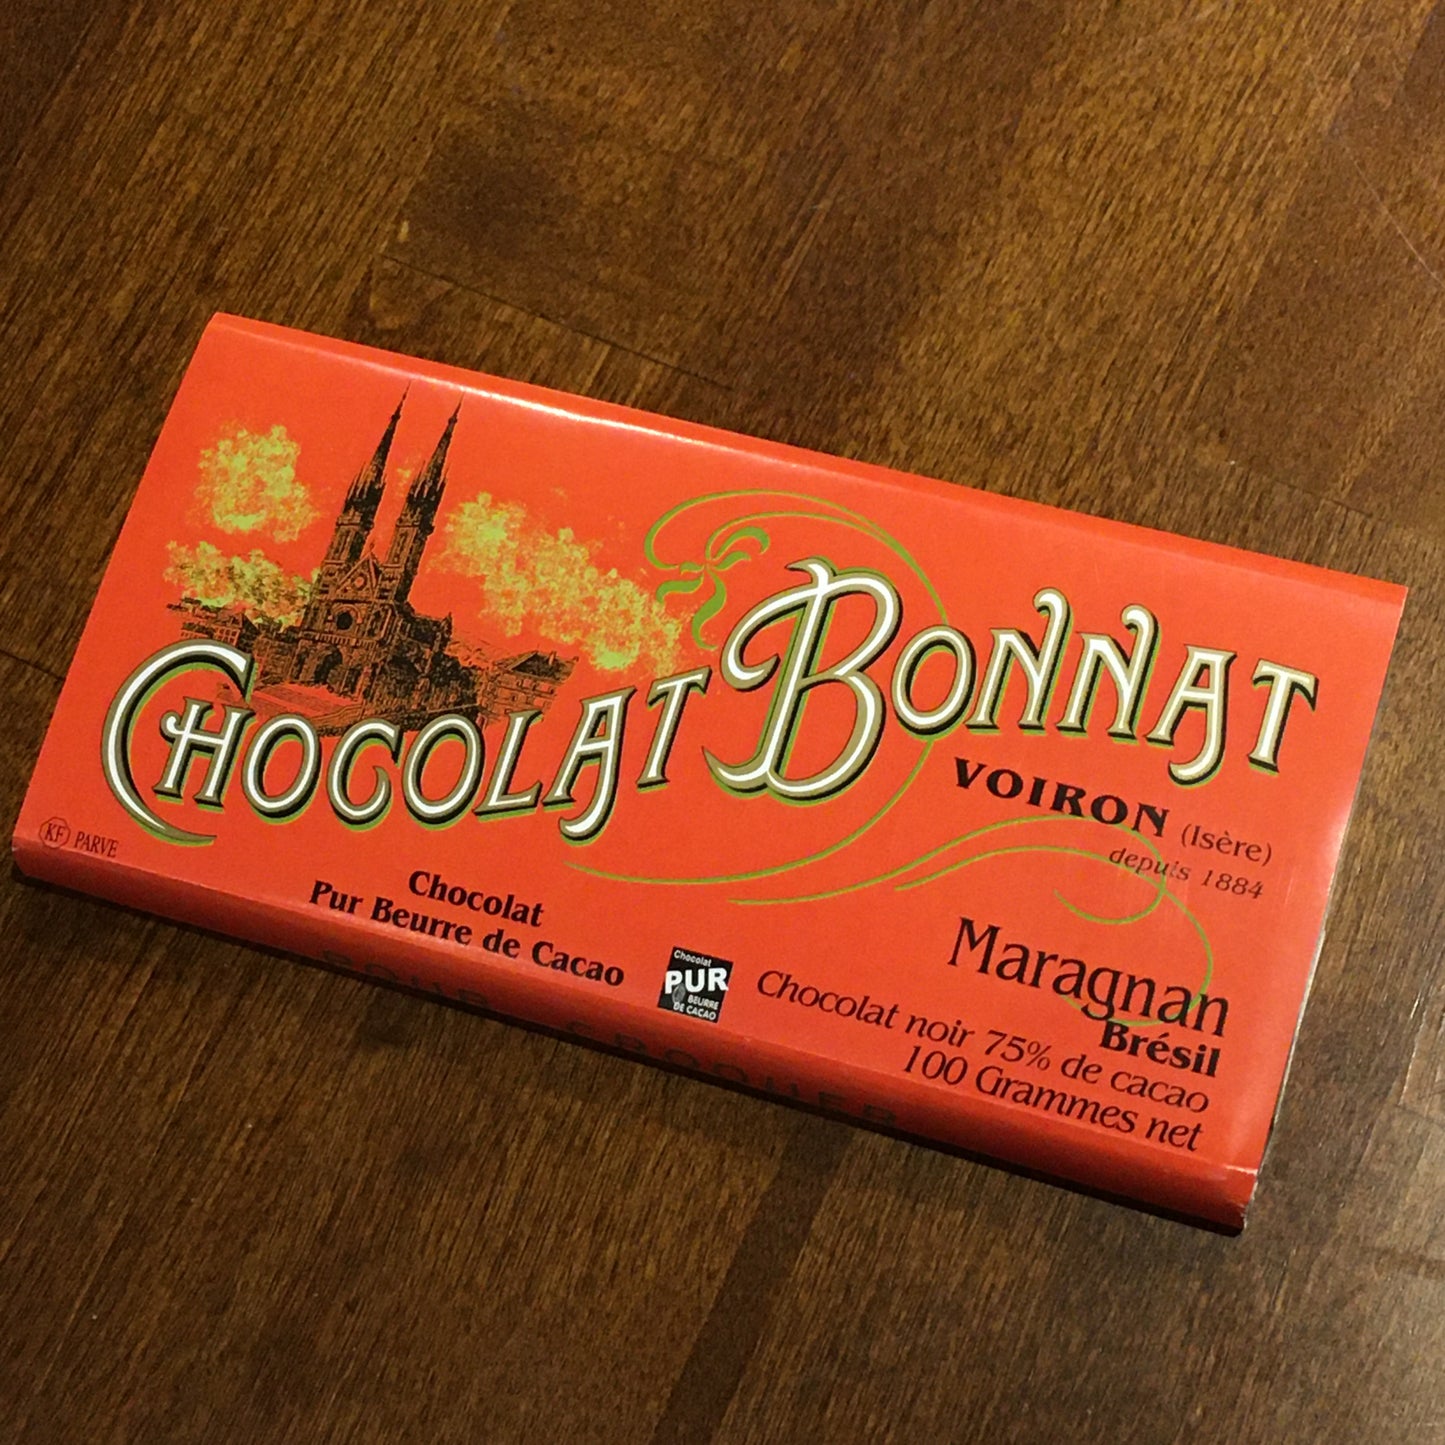 CHOCOLAT BONNAT
VOIRON (Isère)
depuis 1884
KF PARVE
Chocolat
Pur Beurre de Cacao
Chocolat
PUR
BEURRE
DE CACAO
Maragnan
Brésil
Chocolat noir 75% de cacao
100 Grammes net